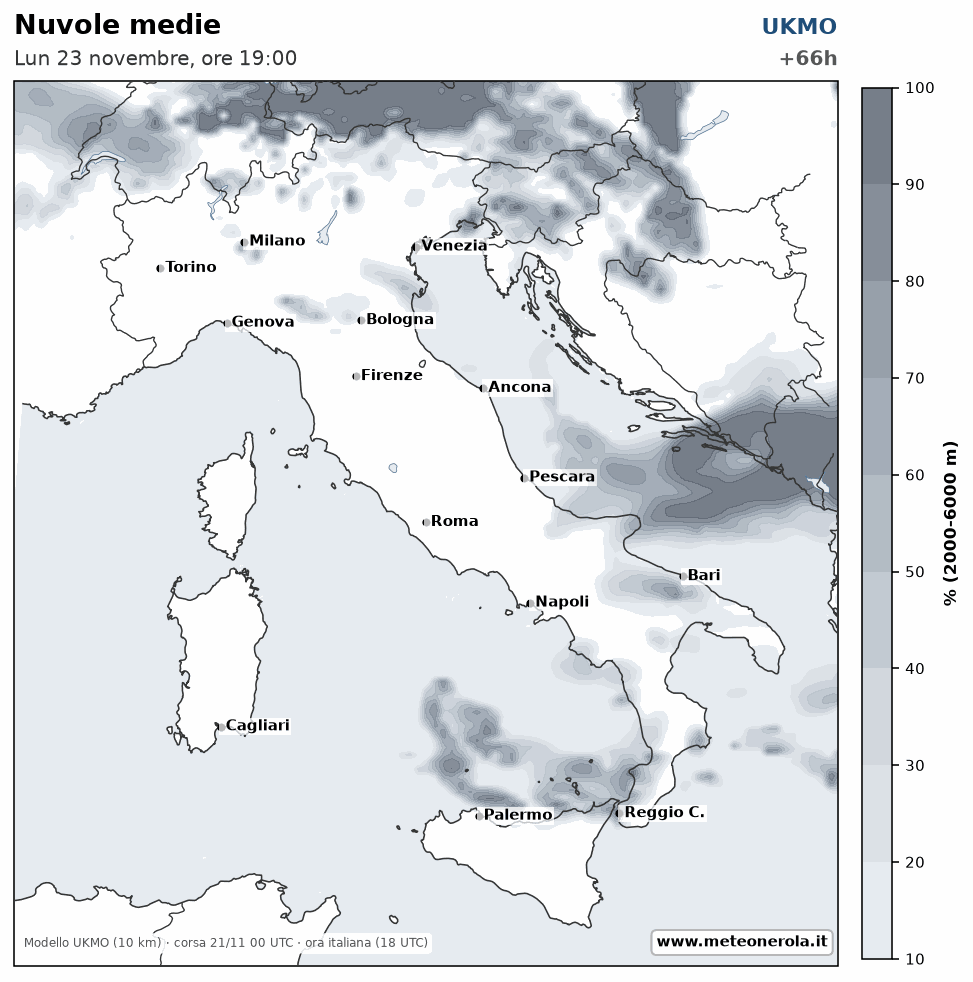 Nuvole medie
UKMO
Lun 23 novembre, ore 19:00
+66h
100
90
80
70
60
50
40
30
20
10
% (2000-6000 m)
Milano
Venezia
Torino
Genova
Bologna
Firenze
Ancona
Pescara
Roma
Bari
Napoli
Cagliari
Palermo
Reggio C.
Modello UKMO (10 km) · corsa 21/11 00 UTC · ora italiana (18 UTC)
www.meteonerola.it